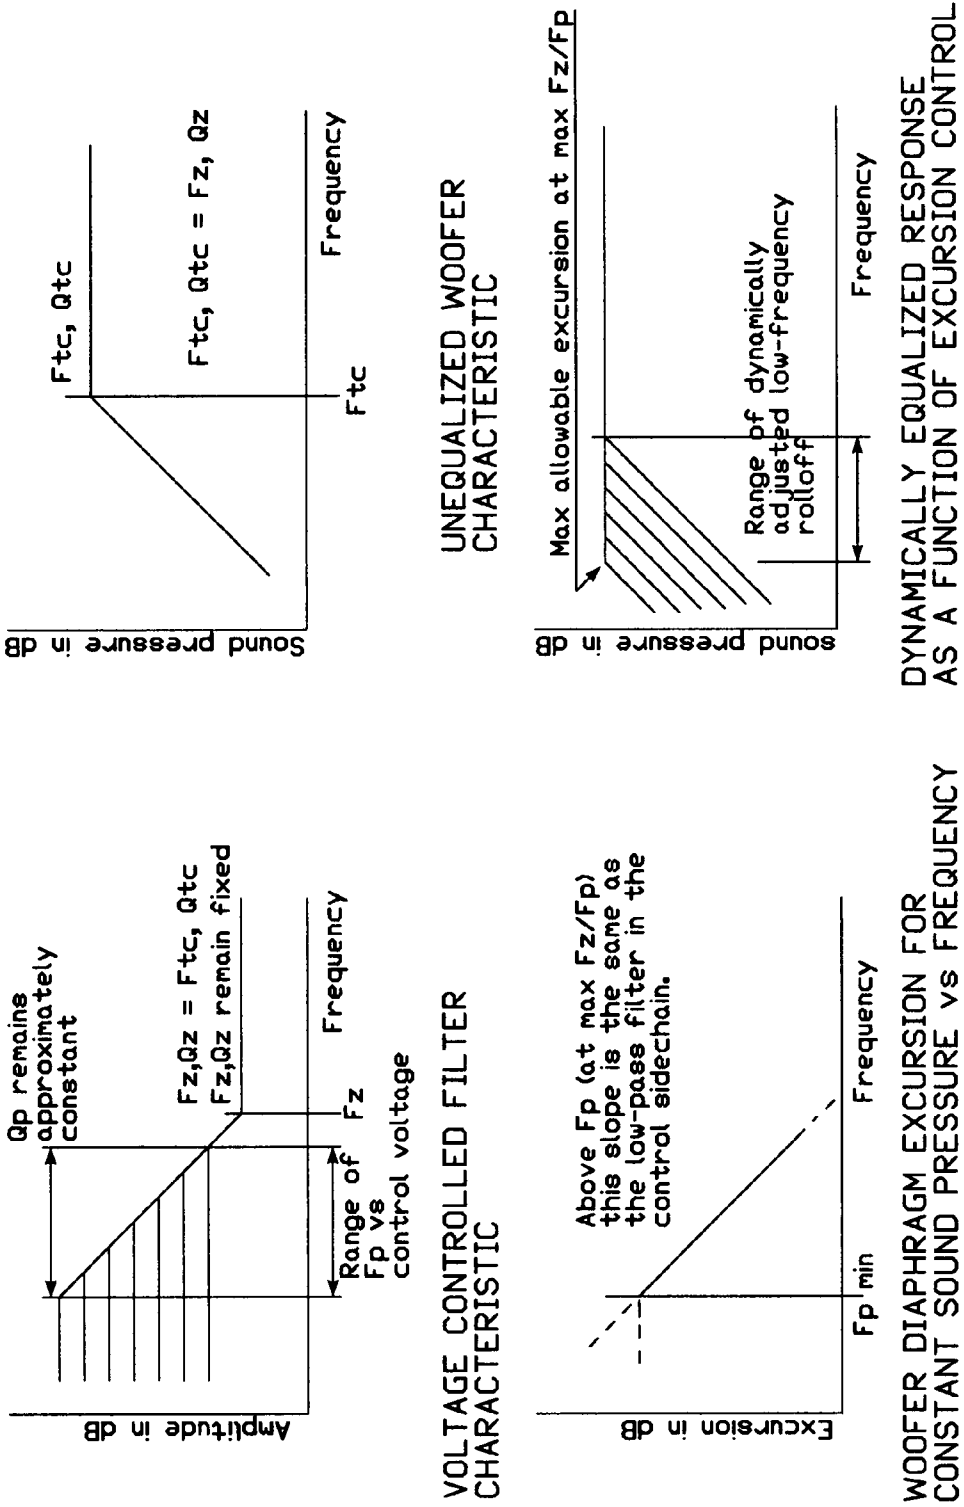 Qp remains
approximately
constant
Amplitude in dB
Fz,Qz = Ftc, Qtc
Fz,Qz remain fixed
Frequency
Fz
Range of
Fp vs
control voltage
VOLTAGE CONTROLLED FILTER
CHARACTERISTIC
Sound pressure in dB
Ftc, Qtc
Ftc, Qtc = Fz, Qz
Frequency
Ftc
UNEQUALIZED WOOFER
CHARACTERISTIC
Excursion in dB
Above Fp (at max Fz/Fp)
this slope is the same as
the low-pass filter in the
control sidechain.
Fp min
Frequency
WOOFER DIAPHRAGM EXCURSION FOR
CONSTANT SOUND PRESSURE vs FREQUENCY
sound pressure in dB
Max allowable excursion at max Fz/Fp
Range of dynamically
adjusted low-frequency
rolloff
Frequency
DYNAMICALLY EQUALIZED RESPONSE
AS A FUNCTION OF EXCURSION CONTROL